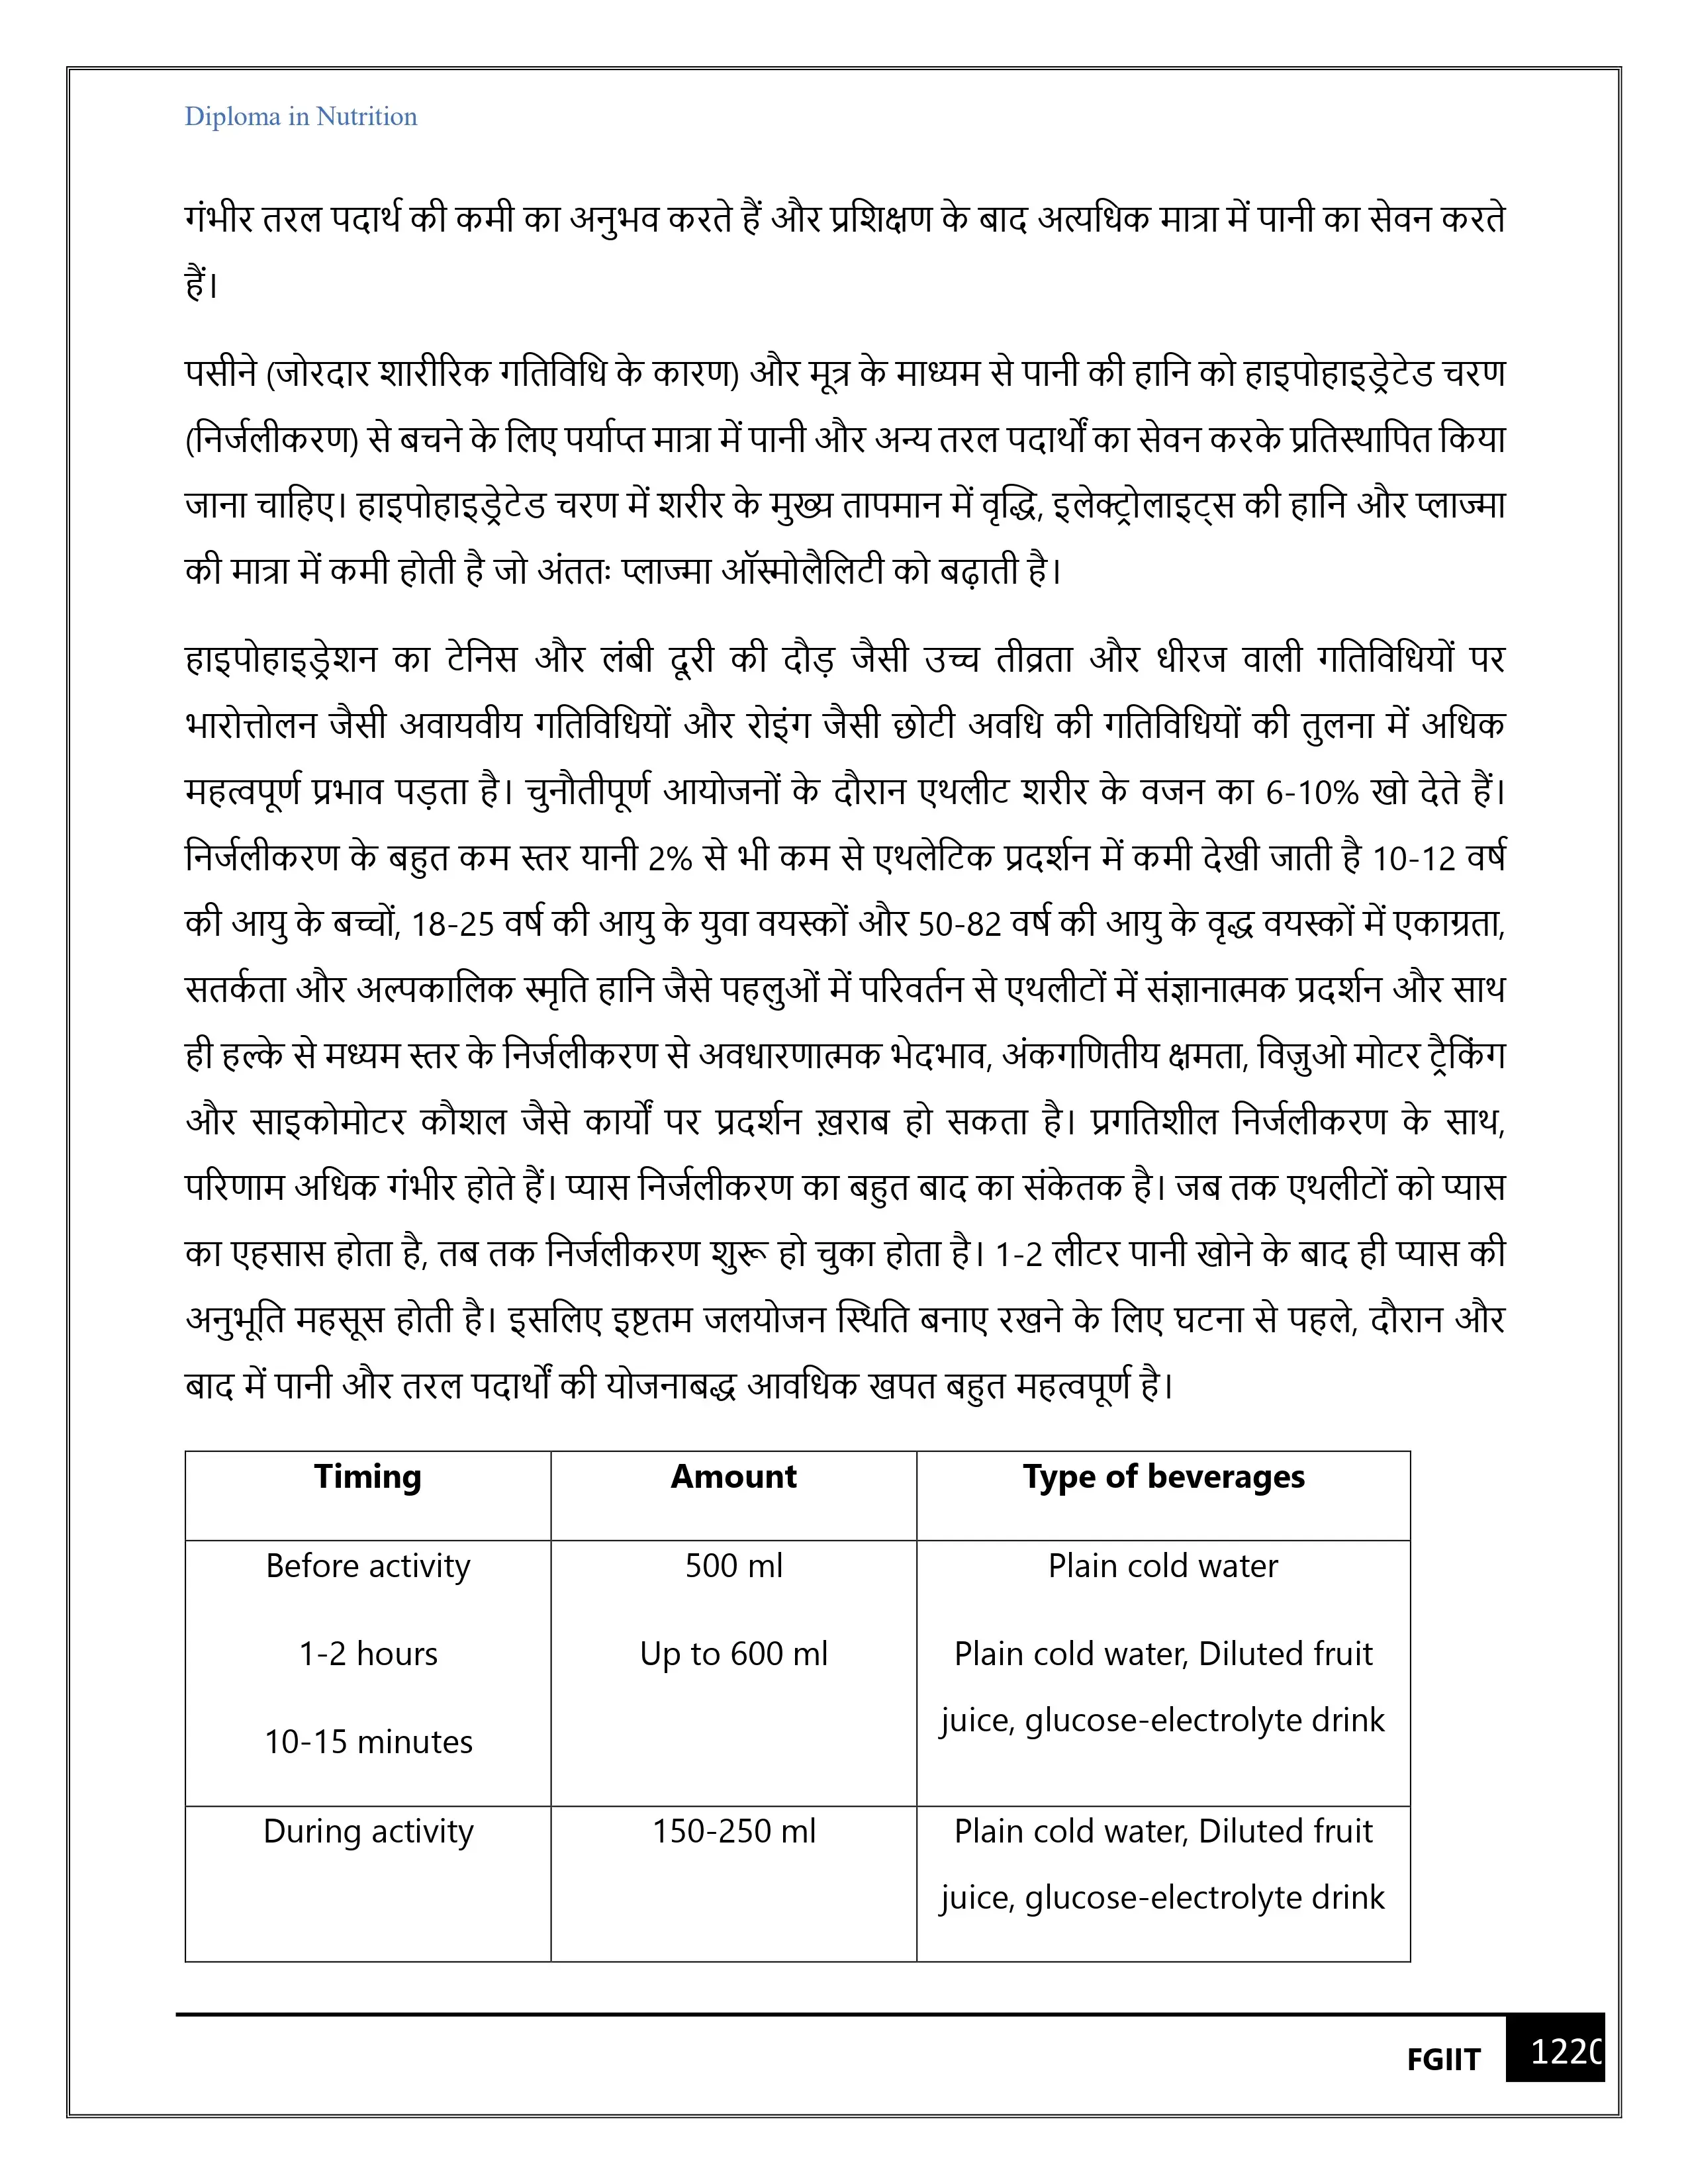 Diploma in Nutrition
गंभीर तरल पदार्थ की कमी का अनुभव करते हैं और प्रशिक्षण के बाद अत्यधिक मात्रा में पानी का सेवन करते
हैं।
पसीने (जोरदार शारीरिक गतिविधि के कारण) और मूत्र के माध्यम से पानी की हानि को हाइपोहाइड्रेटेड चरण
(निर्जलीकरण) से बचने के लिए पर्याप्त मात्रा में पानी और अन्य तरल पदार्थों का सेवन करके प्रतिस्थापित किया
जाना चाहिए। हाइपोहाइड्रेटेड चरण में शरीर के मुख्य तापमान में वृद्धि, इलेक्ट्रोलाइट्स की हानि और प्लाज्मा
की मात्रा में कमी होती है जो अंततः प्लाज्मा ऑस्मोलैलिटी को बढ़ाती है।
हाइपोहाइड्रेशन का टेनिस और लंबी दूरी की दौड़ जैसी उच्च तीव्रता और धीरज वाली गतिविधियों पर
भारोत्तोलन जैसी अवायवीय गतिविधियों और रोइंग जैसी छोटी अवधि की गतिविधियों की तुलना में अधिक
महत्वपूर्ण प्रभाव पड़ता है। चुनौतीपूर्ण आयोजनों के दौरान एथलीट शरीर के वजन का 6-10% खो देते हैं।
निर्जलीकरण के बहुत कम स्तर यानी 2% से भी कम से एथलेटिक प्रदर्शन में कमी देखी जाती है 10-12 वर्ष
की आयु के बच्चों, 18-25 वर्ष की आयु के युवा वयस्कों और 50-82 वर्ष की आयु के वृद्ध वयस्कों में एकाग्रता,
सतर्कता और अल्पकालिक स्मृति हानि जैसे पहलुओं में परिवर्तन से एथलीटों में संज्ञानात्मक प्रदर्शन और साथ
ही हल्के से मध्यम स्तर के निर्जलीकरण से अवधारणात्मक भेदभाव, अंकगणितीय क्षमता, विज़ुओ मोटर ट्रैकिंग
और साइकोमोटर कौशल जैसे कार्यों पर प्रदर्शन ख़राब हो सकता है। प्रगतिशील निर्जलीकरण के साथ,
परिणाम अधिक गंभीर होते हैं। प्यास निर्जलीकरण का बहुत बाद का संकेतक है। जब तक एथलीटों को प्यास
का एहसास होता है, तब तक निर्जलीकरण शुरू हो चुका होता है। 1-2 लीटर पानी खोने के बाद ही प्यास की
अनुभूति महसूस होती है। इसलिए इष्टतम जलयोजन स्थिति बनाए रखने के लिए घटना से पहले, दौरान और
बाद में पानी और तरल पदार्थों की योजनाबद्ध आवधिक खपत बहुत महत्वपूर्ण है।
Timing Amount Type of beverages
Before activity 500 ml Plain cold water
1-2 hours Up to 600 ml Plain cold water, Diluted fruit
juice, glucose-electrolyte drink
10-15 minutes
During activity 150-250 ml Plain cold water, Diluted fruit
juice, glucose-electrolyte drink
FGIIT 1220